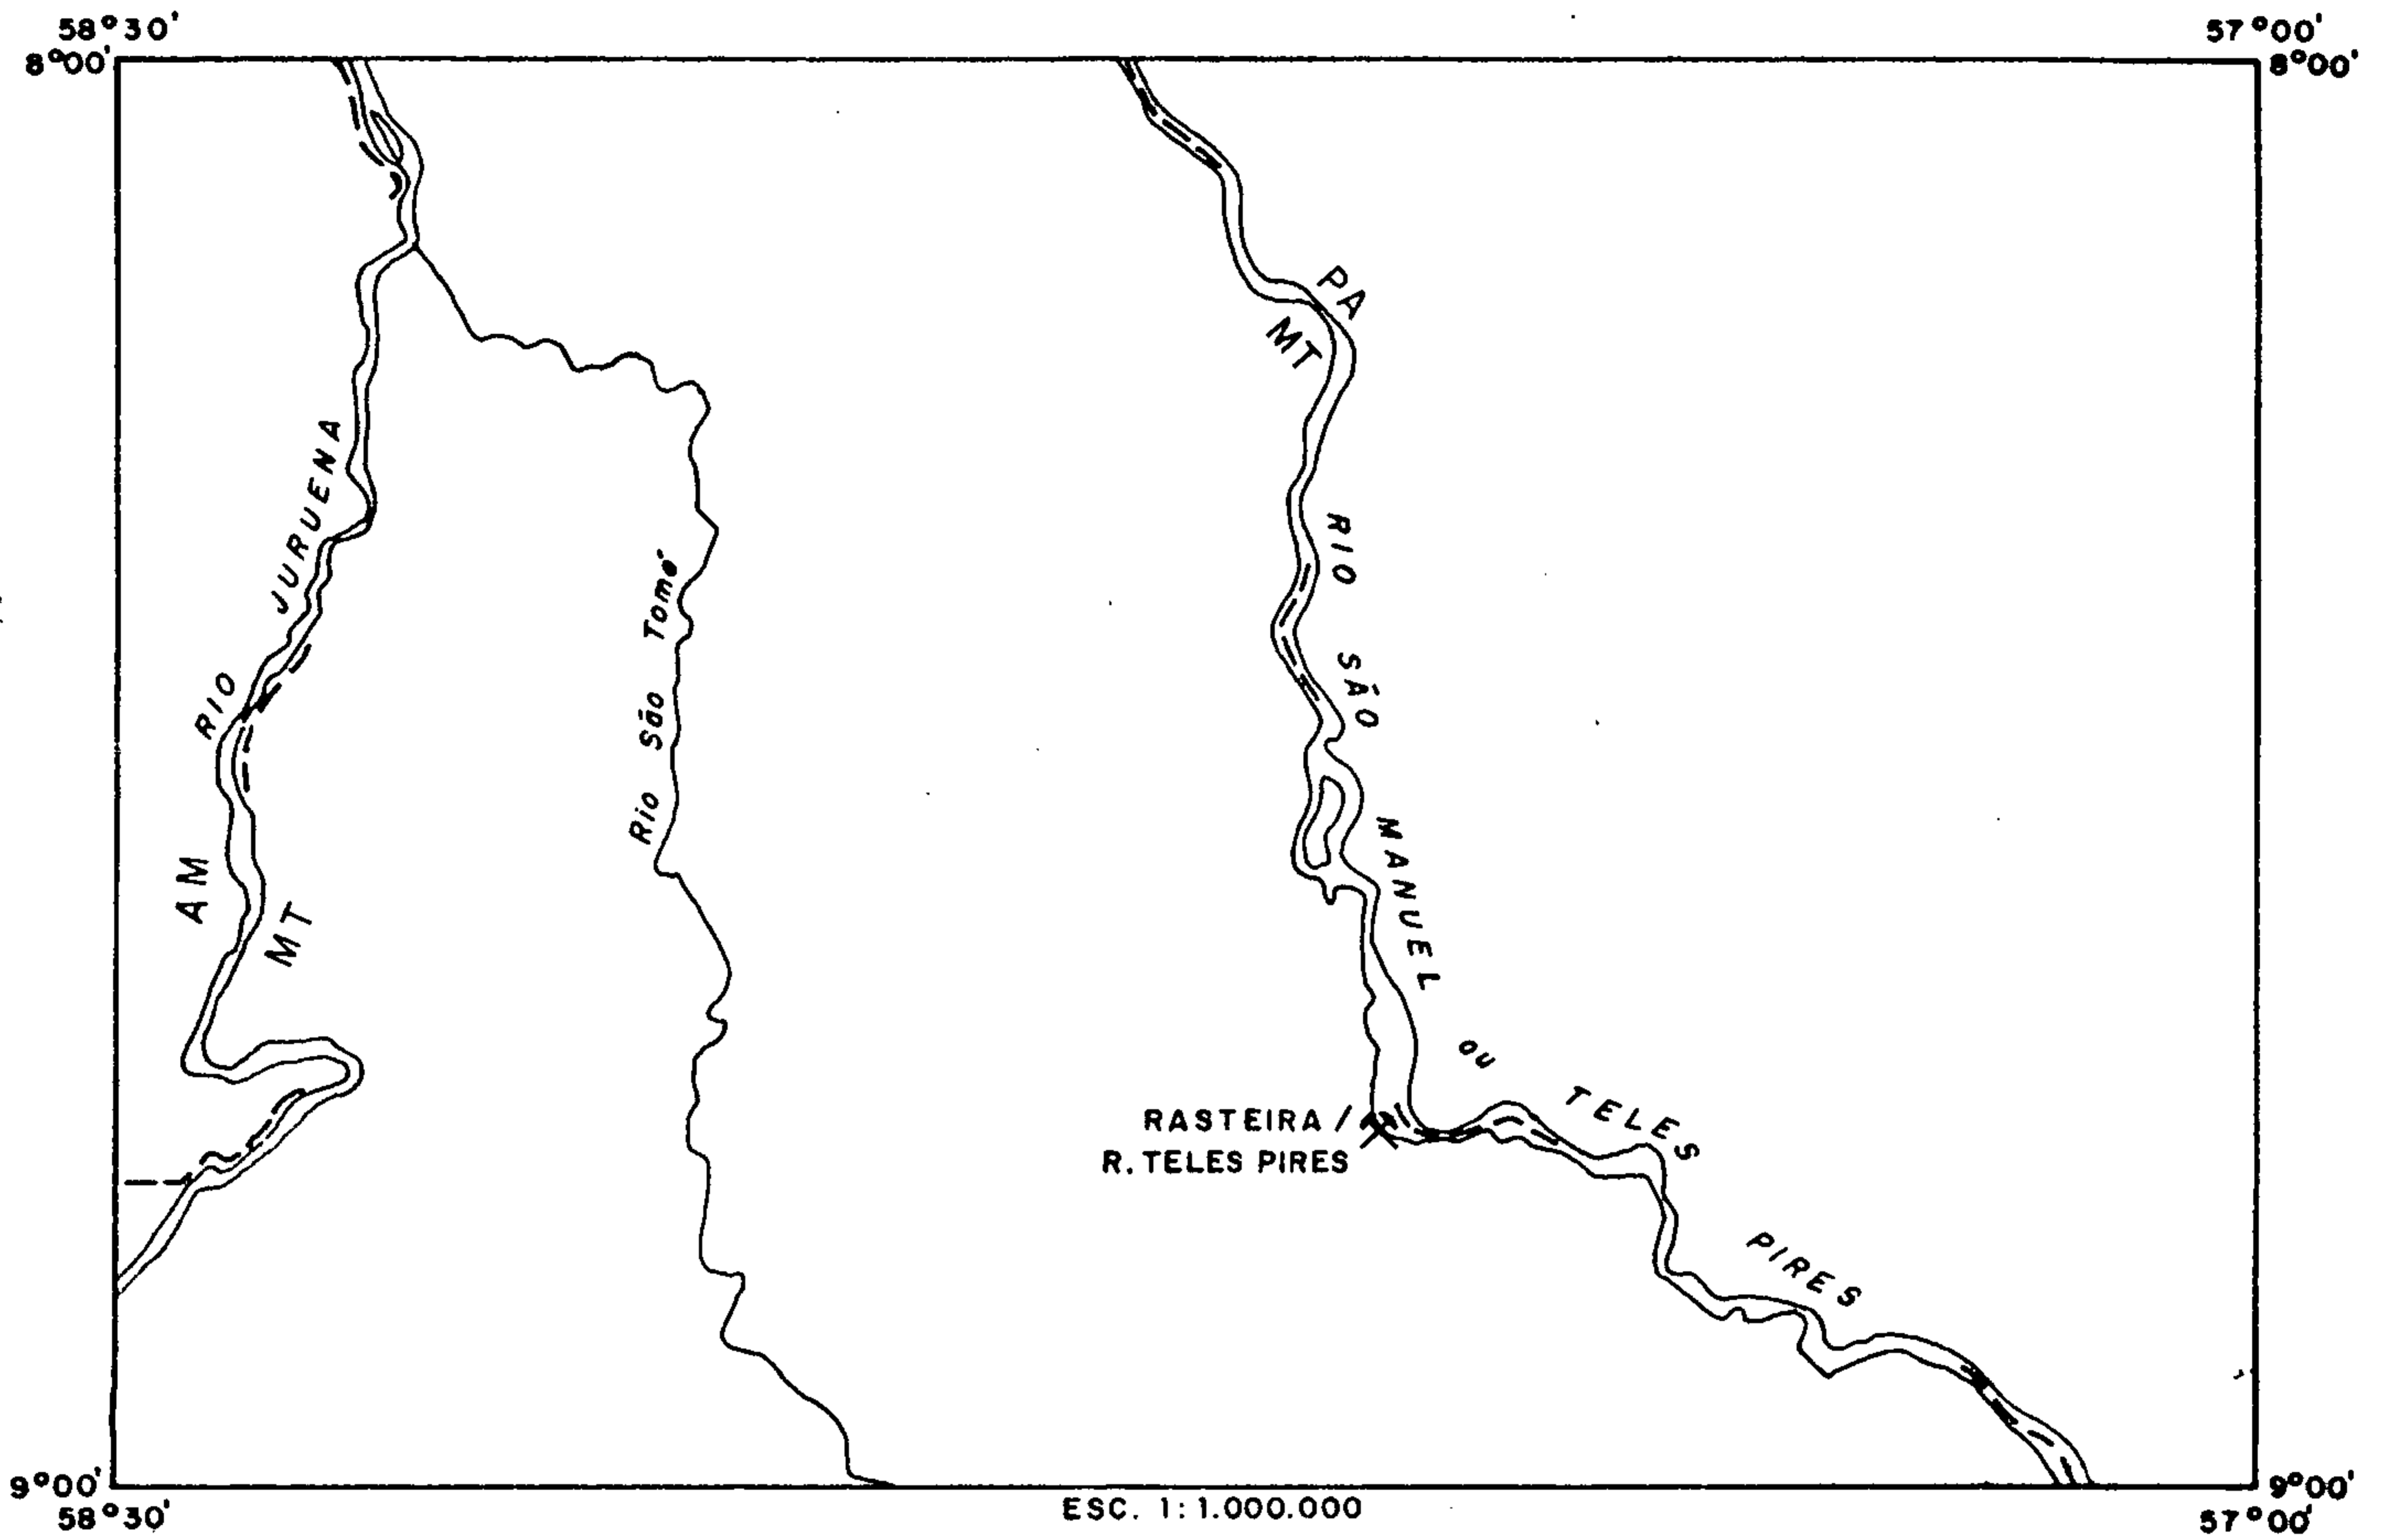 58°30'
57°00'
8°00'
8°00'
PA
MT
RIO JURUENA
RIO SÃO MANUEL ou TELES PIRES
Rio São Tomé
AM
MT
RASTEIRA /
R. TELES PIRES
9°00'
9°00'
58°30'
ESC. 1:1.000.000
57°00'